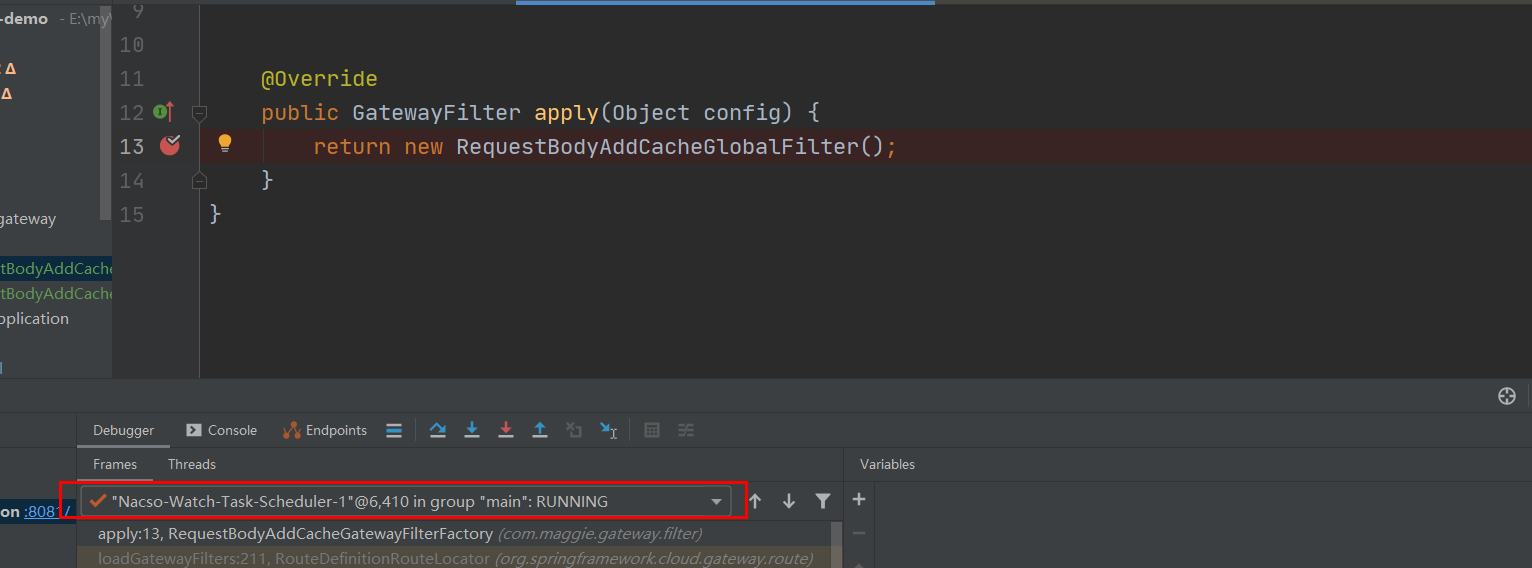 -demo - E:\my\
9
10
11 @Override
12 public GatewayFilter apply(Object config) {
13 return new RequestBodyAddCacheGlobalFilter();
14 }
15 }
gateway
tBodyAddCache
tBodyAddCache
pplication
Debugger Console Endpoints
Frames Threads Variables
on :8081/ "Nacso-Watch-Task-Scheduler-1"@6,410 in group "main": RUNNING
apply:13, RequestBodyAddCacheGatewayFilterFactory (com.maggie.gateway.filter)
loadGatewayFilters:211, RouteDefinitionRouteLocator (org.springframework.cloud.gateway.route)